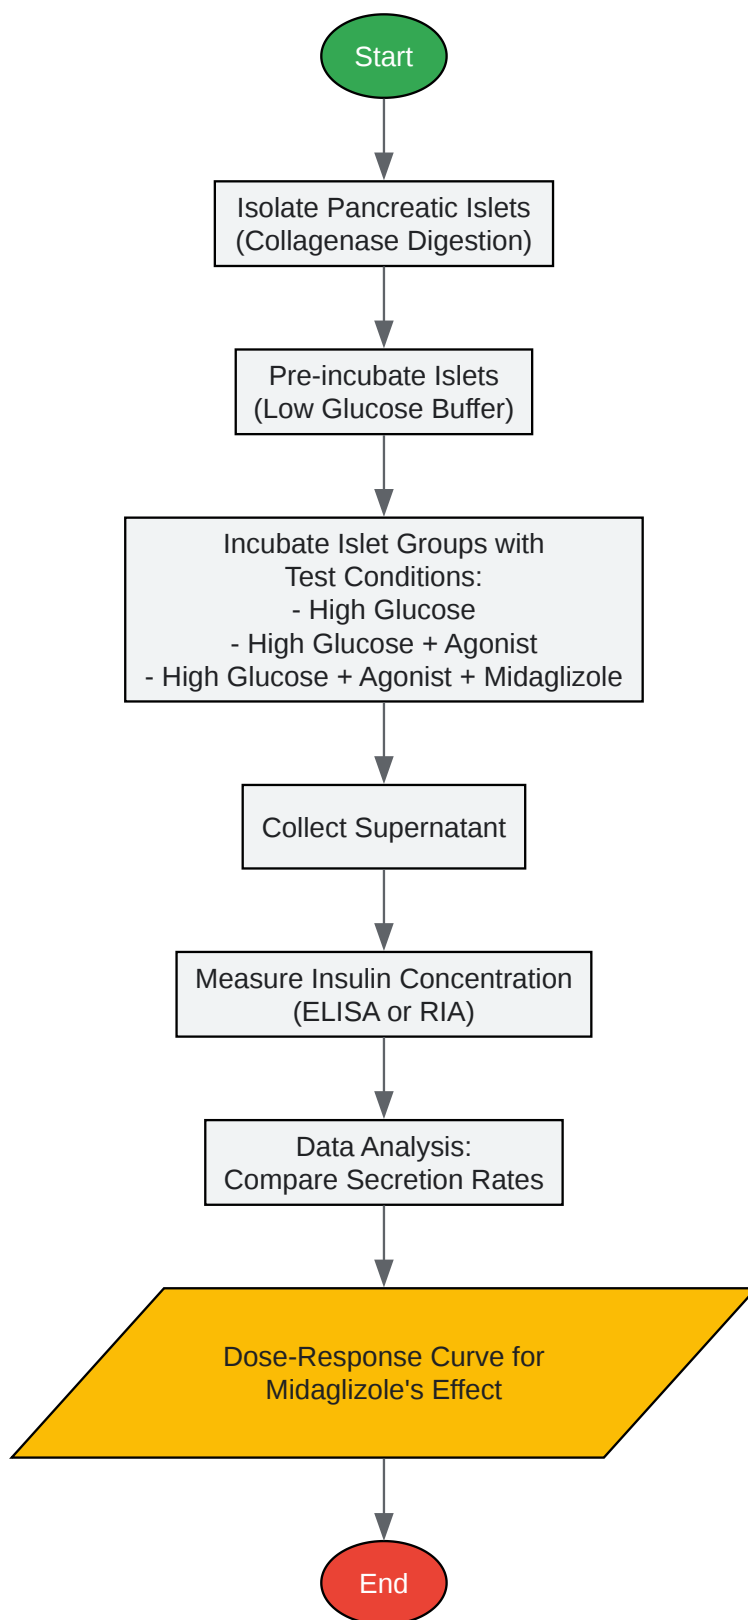 Start
Isolate Pancreatic Islets
(Collagenase Digestion)
Pre-incubate Islets
(Low Glucose Buffer)
Incubate Islet Groups with
Test Conditions:
- High Glucose
- High Glucose + Agonist
- High Glucose + Agonist + Midaglizole
Collect Supernatant
Measure Insulin Concentration
(ELISA or RIA)
Data Analysis:
Compare Secretion Rates
Dose-Response Curve for
Midaglizole's Effect
End